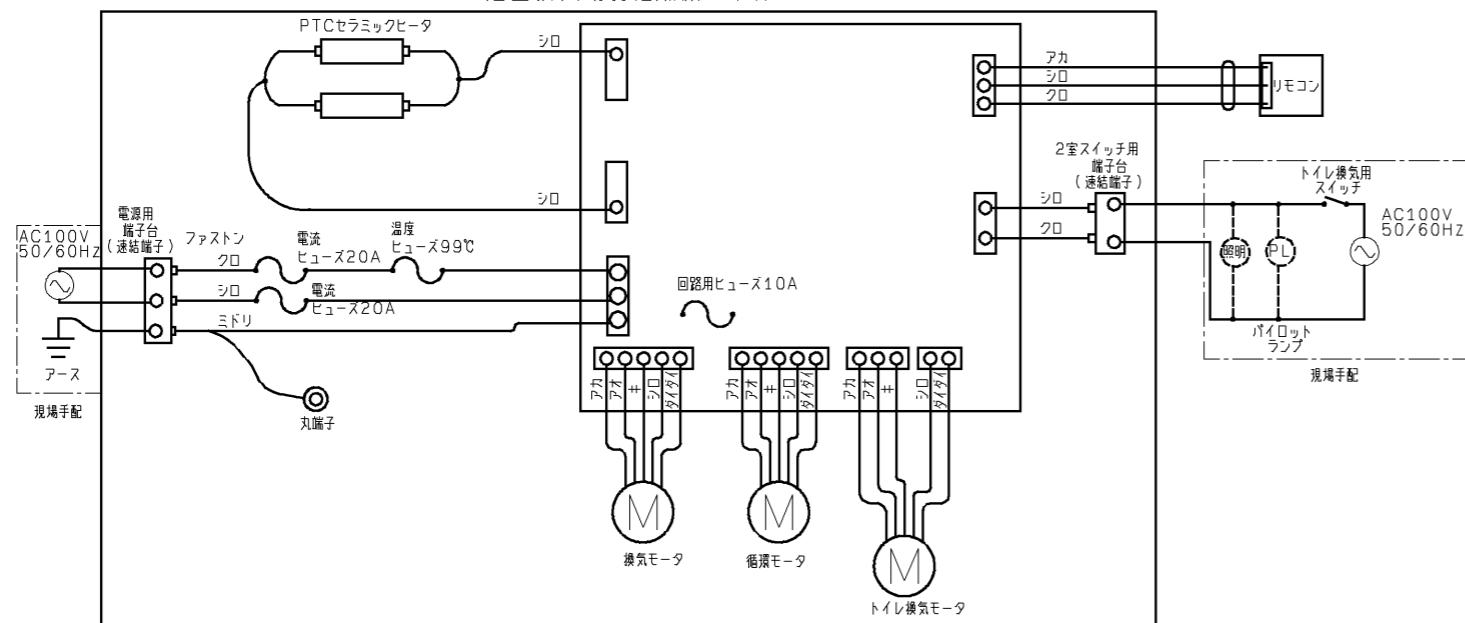 PTCセラミックヒータ
シロ
アカ
シロ
クロ
リモコン
2室スイッチ用
端子台
(速結端子)
トイレ換気用
スイッチ
シロ
シロ
クロ
照明
PL
AC100V
50/60Hz
パイロット
ランプ
現場手配
電源用
端子台
(速結端子)
AC100V
50/60Hz
ファストン
クロ
電流
ヒューズ20A
温度
ヒューズ99℃
シロ
電流
ヒューズ20A
回路用ヒューズ10A
ミドリ
アース
現場手配
丸端子
アカ
アオ
キ
シロ
ダイダイ
アカ
アオ
キ
シロ
ダイダイ
アカ
アオ
キ
シロ
ダイダイ
M
M
M
換気モータ
循環モータ
トイレ換気モータ